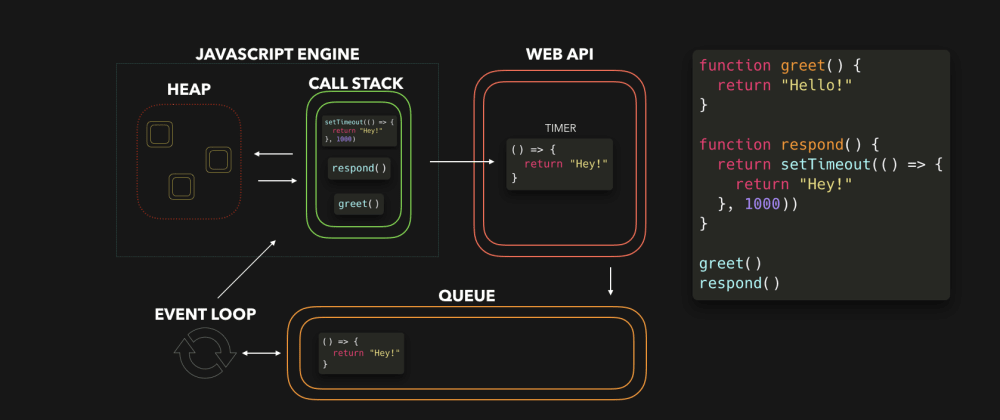 JAVASCRIPT ENGINE
HEAP
CALL STACK
setTimeout(() => {
  return "Hey!"
}, 1000)
respond()
greet()
WEB API
TIMER
() => {
  return "Hey!"
}
EVENT LOOP
QUEUE
() => {
  return "Hey!"
}
function greet() {
  return "Hello!"
}
function respond() {
  return setTimeout(() => {
    return "Hey!"
  }, 1000))
}
greet()
respond()